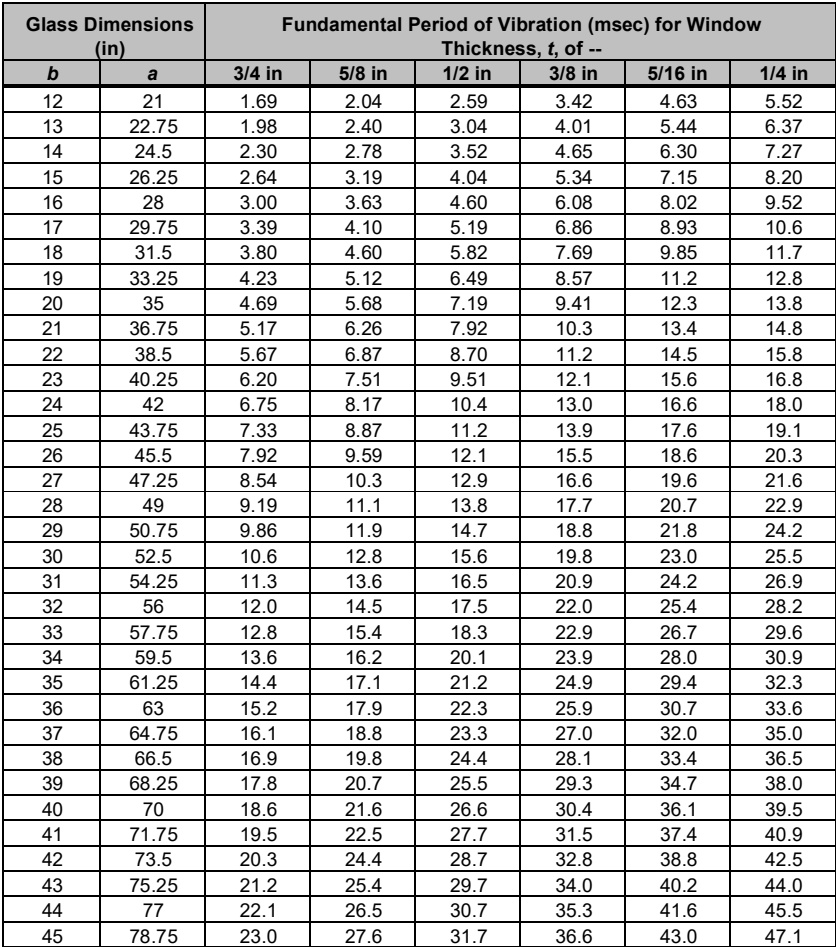 Glass Dimensions (in) Fundamental Period of Vibration (msec) for Window Thickness, t, of --
b a 3/4 in 5/8 in 1/2 in 3/8 in 5/16 in 1/4 in
12 21 1.69 2.04 2.59 3.42 4.63 5.52
13 22.75 1.98 2.40 3.04 4.01 5.44 6.37
14 24.5 2.30 2.78 3.52 4.65 6.30 7.27
15 26.25 2.64 3.19 4.04 5.34 7.15 8.20
16 28 3.00 3.63 4.60 6.08 8.02 9.52
17 29.75 3.39 4.10 5.19 6.86 8.93 10.6
18 31.5 3.80 4.60 5.82 7.69 9.85 11.7
19 33.25 4.23 5.12 6.49 8.57 11.2 12.8
20 35 4.69 5.68 7.19 9.41 12.3 13.8
21 36.75 5.17 6.26 7.92 10.3 13.4 14.8
22 38.5 5.67 6.87 8.70 11.2 14.5 15.8
23 40.25 6.20 7.51 9.51 12.1 15.6 16.8
24 42 6.75 8.17 10.4 13.0 16.6 18.0
25 43.75 7.33 8.87 11.2 13.9 17.6 19.1
26 45.5 7.92 9.59 12.1 15.5 18.6 20.3
27 47.25 8.54 10.3 12.9 16.6 19.6 21.6
28 49 9.19 11.1 13.8 17.7 20.7 22.9
29 50.75 9.86 11.9 14.7 18.8 21.8 24.2
30 52.5 10.6 12.8 15.6 19.8 23.0 25.5
31 54.25 11.3 13.6 16.5 20.9 24.2 26.9
32 56 12.0 14.5 17.5 22.0 25.4 28.2
33 57.75 12.8 15.4 18.3 22.9 26.7 29.6
34 59.5 13.6 16.2 20.1 23.9 28.0 30.9
35 61.25 14.4 17.1 21.2 24.9 29.4 32.3
36 63 15.2 17.9 22.3 25.9 30.7 33.6
37 64.75 16.1 18.8 23.3 27.0 32.0 35.0
38 66.5 16.9 19.8 24.4 28.1 33.4 36.5
39 68.25 17.8 20.7 25.5 29.3 34.7 38.0
40 70 18.6 21.6 26.6 30.4 36.1 39.5
41 71.75 19.5 22.5 27.7 31.5 37.4 40.9
42 73.5 20.3 24.4 28.7 32.8 38.8 42.5
43 75.25 21.2 25.4 29.7 34.0 40.2 44.0
44 77 22.1 26.5 30.7 35.3 41.6 45.5
45 78.75 23.0 27.6 31.7 36.6 43.0 47.1